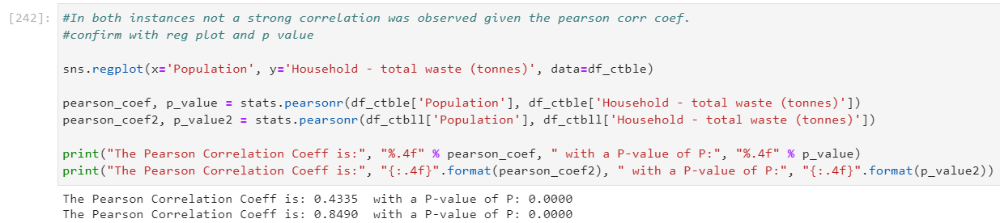 [242]: #In both instances not a strong correlation was observed given the pearson corr coef.
#confirm with reg plot and p value
sns.regplot(x='Population', y='Household - total waste (tonnes)', data=df_ctble)
pearson_coef, p_value = stats.pearsonr(df_ctble['Population'], df_ctble['Household - total waste (tonnes)'])
pearson_coef2, p_value2 = stats.pearsonr(df_ctbll['Population'], df_ctbll['Household - total waste (tonnes)'])
print("The Pearson Correlation Coeff is:", "%.4f" % pearson_coef, " with a P-value of P:", "%.4f" % p_value)
print("The Pearson Correlation Coeff is:", "{:.4f}".format(pearson_coef2), " with a P-value of P:", "{:.4f}".format(p_value2))
The Pearson Correlation Coeff is: 0.4335  with a P-value of P: 0.0000
The Pearson Correlation Coeff is: 0.8490  with a P-value of P: 0.0000